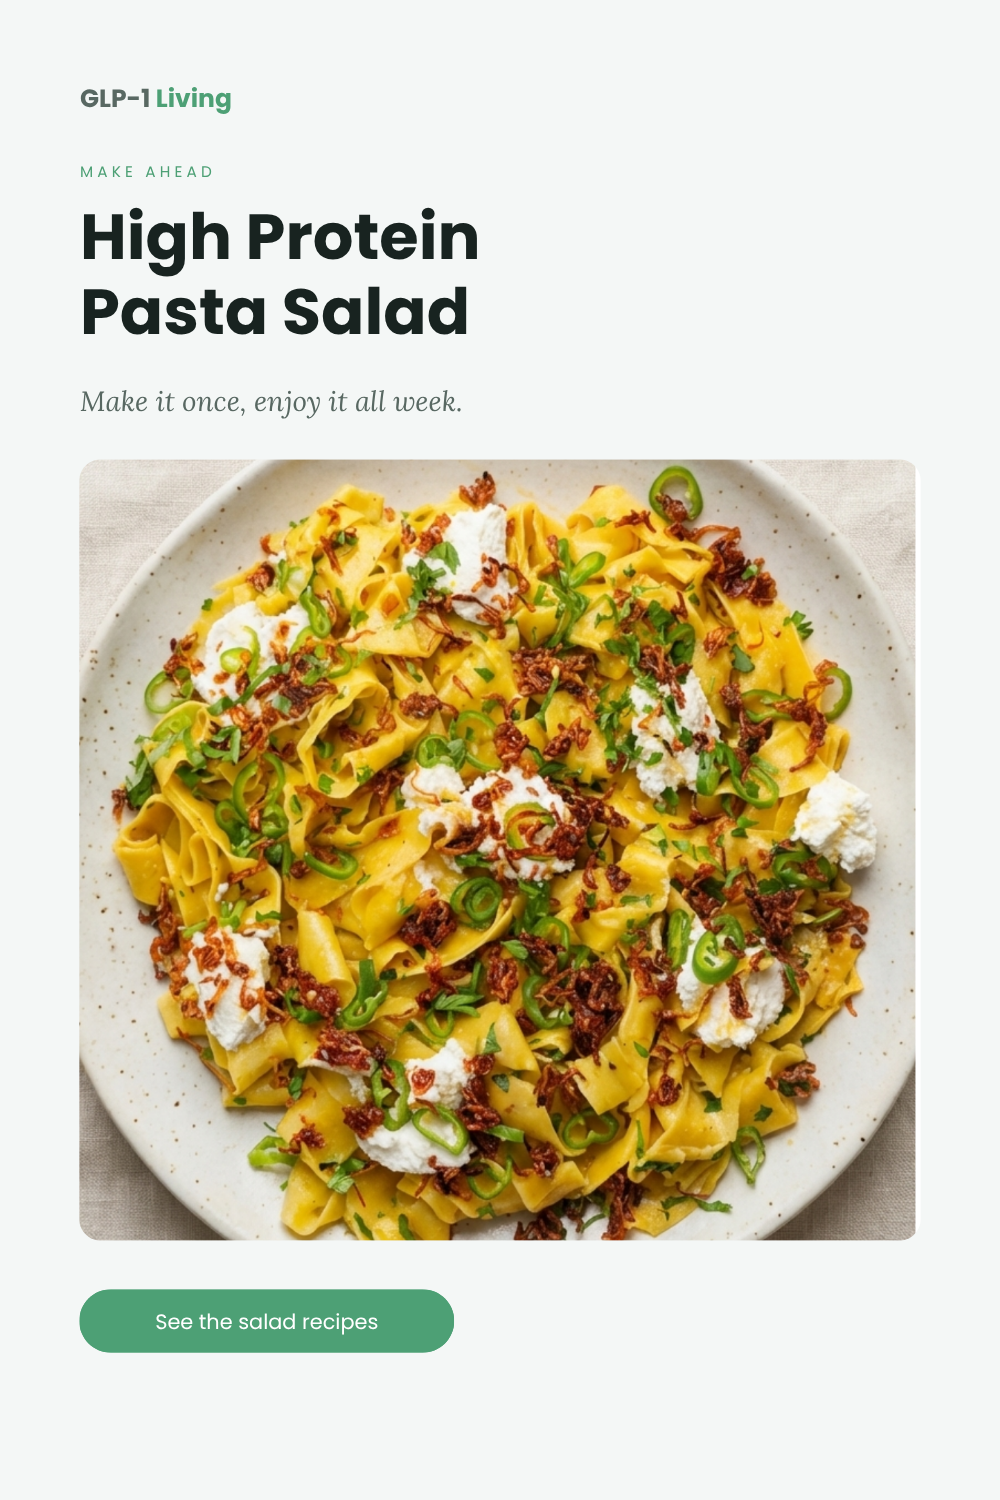 GLP-1 Living
MAKE AHEAD
High Protein
Pasta Salad
Make it once, enjoy it all week.
See the salad recipes